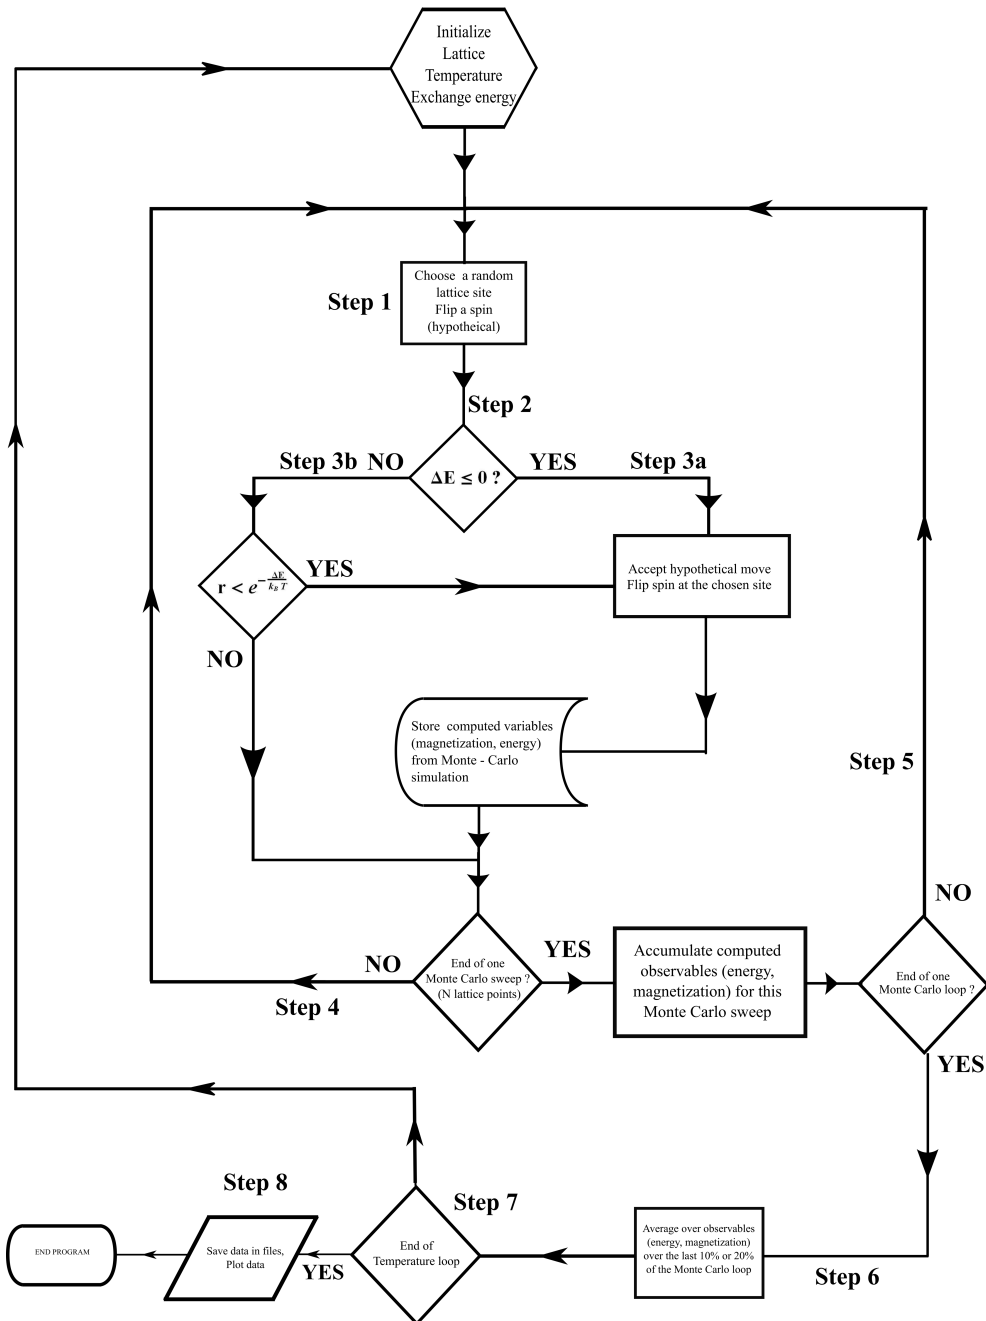 Initialize
Lattice
Temperature
Exchange energy
Step 1
Choose a random
lattice site
Flip a spin
(hypotheical)
Step 2
Step 3b NO
ΔE ≤ 0 ?
YES
Step 3a
r < e^{-\frac{ΔE}{k_B T}}
YES
Accept hypothetical move
Flip spin at the chosen site
NO
Store computed variables
(magnetization, energy)
from Monte - Carlo
simulation
Step 5
NO
NO
Step 4
End of one
Monte Carlo sweep ?
(N lattice points)
YES
Accumulate computed
observables (energy,
magnetization) for this
Monte Carlo sweep
End of one
Monte Carlo loop ?
YES
Step 8
Step 7
END PROGRAM
Save data in files,
Plot data
YES
End of
Temperature loop
Average over observables
(energy, magnetization)
over the last 10% or 20%
of the Monte Carlo loop
Step 6